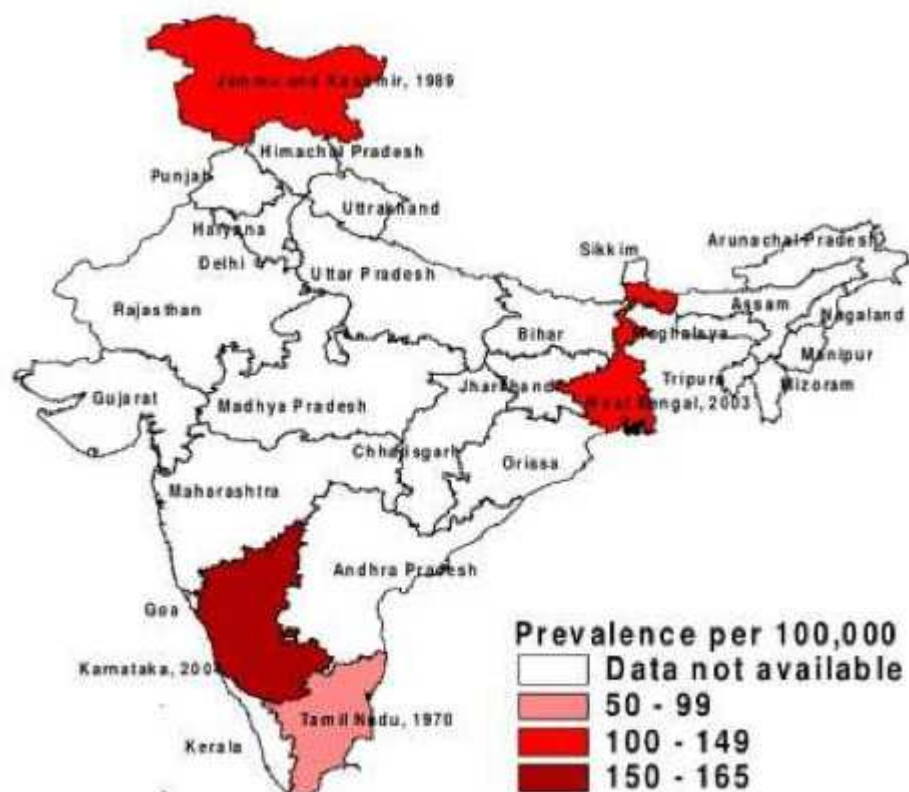 Jammu and Kashmir, 1989
Himachal Pradesh
Punjab
Uttrakhand
Haryana
Delhi
Uttar Pradesh
Sikkim
Arunachal Pradesh
Rajasthan
Assam
Nagaland
Bihar
Meghalaya
Manipur
Jharkhand
Tripura
Mizoram
Gujarat
Madhya Pradesh
West Bengal, 2003
Chhatisgarh
Orissa
Maharashtra
Andhra Pradesh
Goa
Karnataka,
Tamil Nadu, 1970
Kerala
Prevalence per 100,000
Data not available
50 - 99
100 - 149
150 - 165